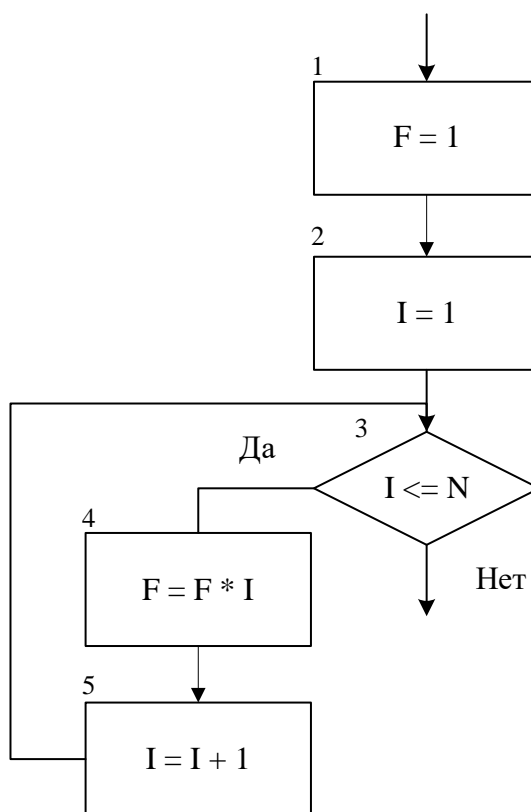 1
F = 1
2
I = 1
3
Да
I <= N
4
Нет
F = F * I
5
I = I + 1